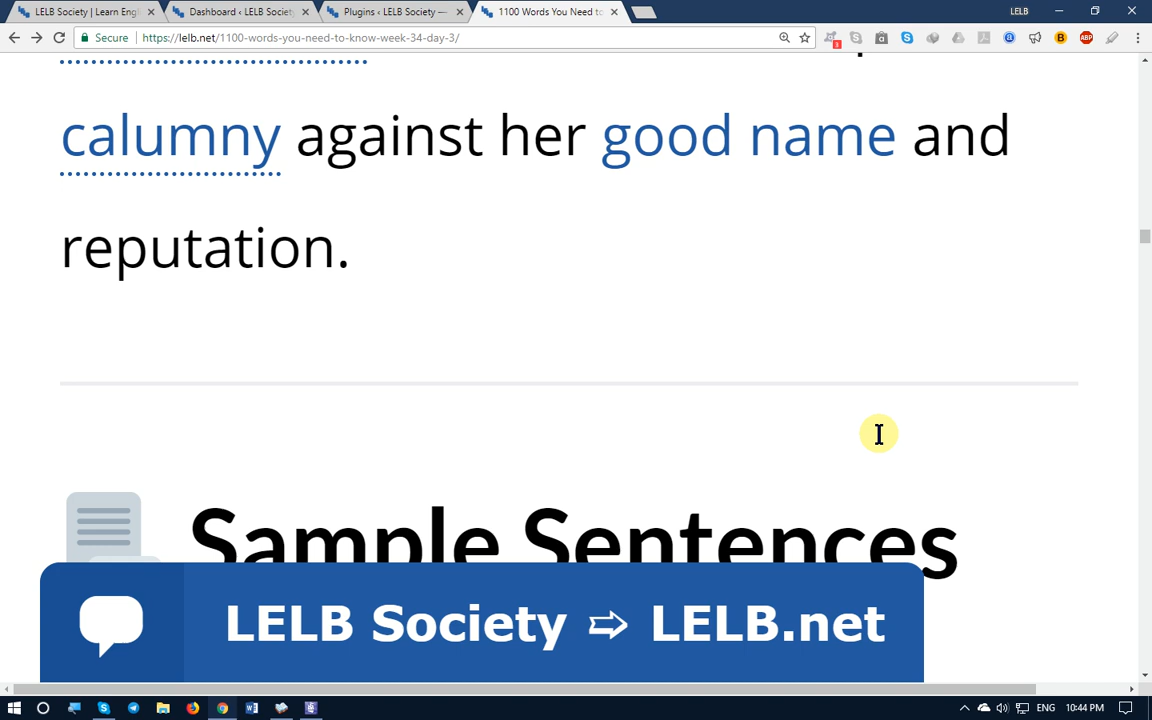 LELB Society | Learn Engl
Dashboard ‹ LELB Society
Plugins ‹ LELB Society —
1100 Words You Need to
LELB
Secure
https://lelb.net/1100-words-you-need-to-know-week-34-day-3/
3
ABP
calumny against her good name and
reputation.
Sample Sentences
LELB Society ➩ LELB.net
ENG
10:44 PM